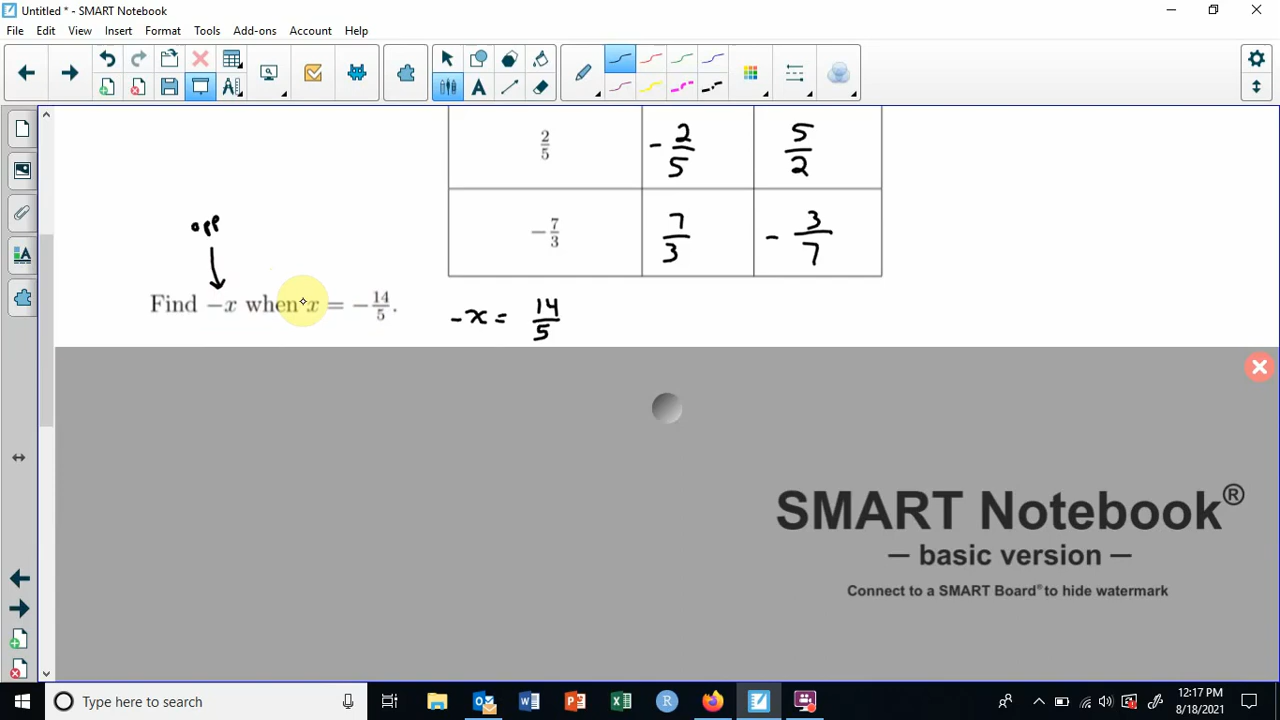 Untitled * - SMART Notebook
File Edit View Insert Format Tools Add-ons Account Help
2/5 -2/5 5/2
-7/3 7/3 -3/7
opp
Find −x when x = −14/5. -x = 14/5
SMART Notebook®
— basic version —
Connect to a SMART Board® to hide watermark
Type here to search
12:17 PM
8/18/2021